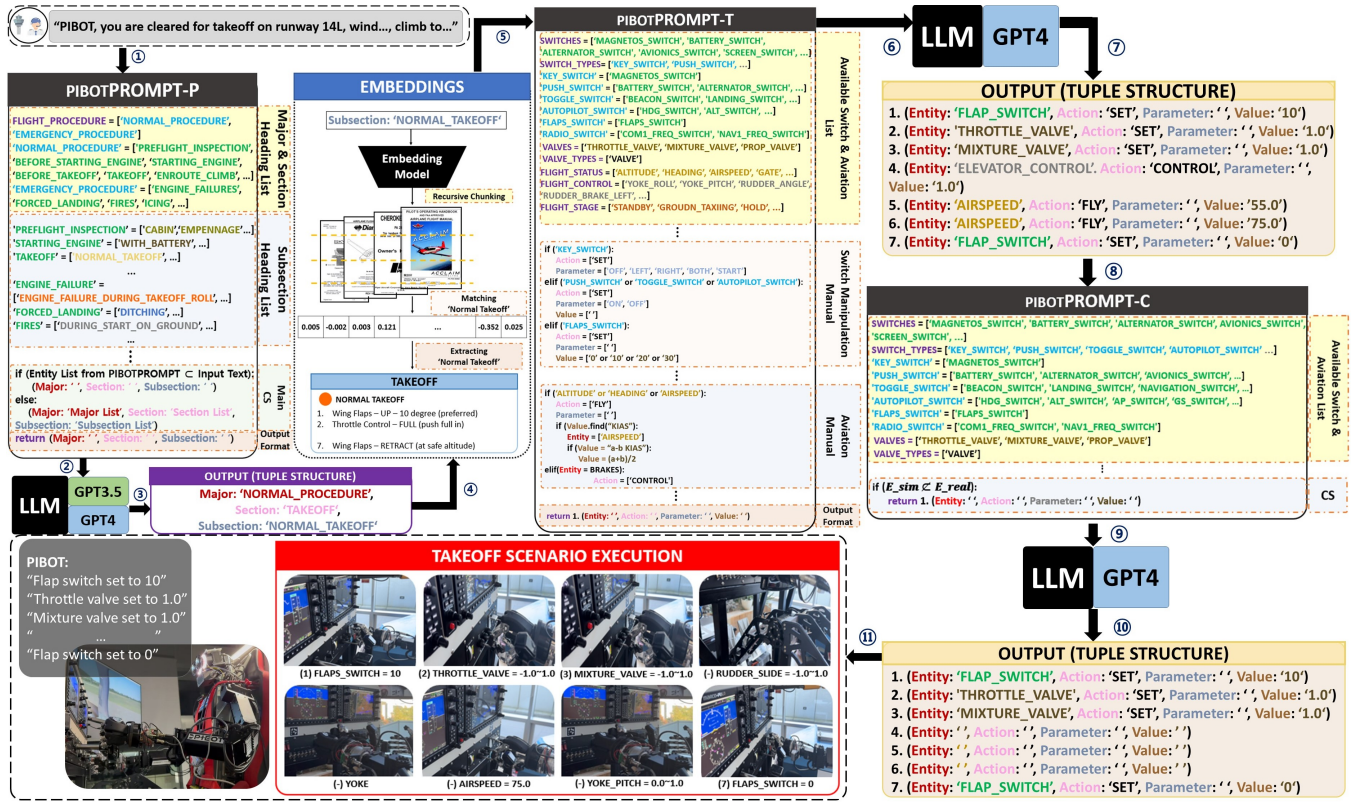 "PIBOT, you are cleared for takeoff on runway 14L, wind..., climb to..."
①
PIBOTPROMPT-P
FLIGHT_PROCEDURE = ['NORMAL_PROCEDURE',
'EMERGENCY_PROCEDURE']
'NORMAL_PROCEDURE' = ['PREFLIGHT_INSPECTION',
'BEFORE_STARTING_ENGINE', 'STARTING_ENGINE',
'BEFORE_TAKEOFF', 'TAKEOFF', 'ENROUTE_CLIMB', ...]
'EMERGENCY_PROCEDURE' = ['ENGINE_FAILURES',
'FORCED_LANDING', 'FIRES', 'ICING', ...]
Major & Section
Heading List
'PREFLIGHT_INSPECTION' = ['CABIN','EMPENNAGE'...]
'STARTING_ENGINE' = ['WITH_BATTERY', ...]
'TAKEOFF' = ['NORMAL_TAKEOFF', ...]
...
'ENGINE_FAILURE' =
['ENGINE_FAILURE_DURING_TAKEOFF_ROLL', ...]
'FORCED_LANDING' = ['DITCHING', ...]
'FIRES' = ['DURING_START_ON_GROUND', ...]
...
Subsection
Heading List
if (Entity List from PIBOTPROMPT ⊂ Input Text):
(Major: ' ', Section: ' ', Subsection: ' ')
else:
(Major: 'Major List', Section: 'Section List',
Subsection: 'Subsection List')
Main
CS
return (Major: ' ', Section: ' ', Subsection: ' ')
Output
Format
②
LLM
GPT3.5
GPT4
③
OUTPUT (TUPLE STRUCTURE)
Major: 'NORMAL_PROCEDURE',
Section: 'TAKEOFF',
Subsection: 'NORMAL_TAKEOFF'
④
EMBEDDINGS
Subsection: 'NORMAL_TAKEOFF'
Embedding
Model
Recursive Chunking
PILOT'S OPERATING HANDBOOK
CHEROKEE
ACCLAIM
Matching
'Normal Takeoff'
0.005 -0.002 0.003 0.121 ... -0.352 0.025
Extracting
'Normal Takeoff'
TAKEOFF
NORMAL TAKEOFF
1. Wing Flaps – UP – 10 degree (preferred)
2. Throttle Control – FULL (push full in)
7. Wing Flaps – RETRACT (at safe altitude)
⑤
PIBOTPROMPT-T
SWITCHES = ['MAGNETOS_SWITCH', 'BATTERY_SWITCH',
'ALTERNATOR_SWITCH', 'AVIONICS_SWITCH', 'SCREEN_SWITCH', ...]
SWITCH_TYPES= ['KEY_SWITCH', 'PUSH_SWITCH', ...]
'KEY_SWITCH' = ['MAGNETOS_SWITCH']
'PUSH_SWITCH' = ['BATTERY_SWITCH', 'ALTERNATOR_SWITCH', ...]
'TOGGLE_SWITCH' = ['BEACON_SWITCH', 'LANDING_SWITCH', ...]
'AUTOPILOT_SWITCH' = ['HDG_SWITCH', 'ALT_SWITCH', ...]
'FLAPS_SWITCH' = ['FLAPS_SWITCH']
'RADIO_SWITCH' = ['COM1_FREQ_SWITCH', 'NAV1_FREQ_SWITCH']
VALVES = ['THROTTLE_VALVE', 'MIXTURE_VALVE', 'PROP_VALVE']
VALVE_TYPES = ['VALVE']
FLIGHT_STATUS = ['ALTITUDE', 'HEADING', 'AIRSPEED', 'GATE', ...]
FLIGHT_CONTROL = ['YOKE_ROLL', 'YOKE_PITCH', 'RUDDER_ANGLE',
'RUDDER_BRAKE_LEFT', ...]
FLIGHT_STAGE = ['STANDBY', 'GROUDN_TAXIING', 'HOLD', ...]
Available Switch & Aviation
List
if ('KEY_SWITCH'):
Action = ['SET']
Parameter = ['OFF', 'LEFT', 'RIGHT', 'BOTH', 'START']
elif ('PUSH_SWITCH' or 'TOGGLE_SWITCH' or 'AUTOPILOT_SWITCH'):
Action = ['SET']
Parameter = ['ON', 'OFF']
Value = [' ']
elif ('FLAPS_SWITCH'):
Action = ['SET']
Parameter = [' ']
Value = ['0' or '10' or '20' or '30']
Switch Manipulation
Manual
if ('ALTITUDE' or 'HEADING' or 'AIRSPEED'):
Action = ['FLY']
Parameter = [' ']
if (Value.find("KIAS"):
Entity = ['AIRSPEED']
if (Value = "a-b KIAS"):
Value = (a+b)/2
elif(Entity = BRAKES):
Action = ['CONTROL']
Aviation
Manual
return 1. (Entity: ' ', Action: ' ', Parameter: ' ', Value: ' ')
Output
Format
⑥
LLM
GPT4
⑦
OUTPUT (TUPLE STRUCTURE)
1. (Entity: 'FLAP_SWITCH', Action: 'SET', Parameter: ' ', Value: '10')
2. (Entity: 'THROTTLE_VALVE', Action: 'SET', Parameter: ' ', Value: '1.0')
3. (Entity: 'MIXTURE_VALVE', Action: 'SET', Parameter: ' ', Value: '1.0')
4. (Entity: 'ELEVATOR_CONTROL'. Action: 'CONTROL', Parameter: ' ',
Value: '1.0')
5. (Entity: 'AIRSPEED', Action: 'FLY', Parameter: ' ', Value: '55.0')
6. (Entity: 'AIRSPEED', Action: 'FLY', Parameter: ' ', Value: '75.0')
7. (Entity: 'FLAP_SWITCH', Action: 'SET', Parameter: ' ', Value: '0')
⑧
PIBOTPROMPT-C
SWITCHES = ['MAGNETOS_SWITCH', 'BATTERY_SWITCH', 'ALTERNATOR_SWITCH', AVIONICS_SWITCH',
'SCREEN_SWITCH', ...]
SWITCH_TYPES= ['KEY_SWITCH', 'PUSH_SWITCH', 'TOGGLE_SWITCH', 'AUTOPILOT_SWITCH' ...]
'KEY_SWITCH' = ['MAGNETOS_SWITCH']
'PUSH_SWITCH' = ['BATTERY_SWITCH', 'ALTERNATOR_SWITCH', 'AVIONICS_SWITCH', ...]
'TOGGLE_SWITCH' = ['BEACON_SWITCH', 'LANDING_SWITCH', 'NAVIGATION_SWITCH', ...]
'AUTOPILOT_SWITCH' = ['HDG_SWITCH', 'ALT_SWITCH', 'AP_SWITCH', 'GS_SWITCH', ...]
'FLAPS_SWITCH' = ['FLAPS_SWITCH']
'RADIO_SWITCH' = ['COM1_FREQ_SWITCH', 'NAV1_FREQ_SWITCH']
VALVES = ['THROTTLE_VALVE', 'MIXTURE_VALVE', 'PROP_VALVE']
VALVE_TYPES = ['VALVE']
Available Switch &
Aviation List
if (E_sim ⊄ E_real):
return 1. (Entity: ' ', Action: ' ', Parameter: ' ', Value: ' ')
CS
⑨
LLM
GPT4
⑩
OUTPUT (TUPLE STRUCTURE)
1. (Entity: 'FLAP_SWITCH', Action: 'SET', Parameter: ' ', Value: '10')
2. (Entity: 'THROTTLE_VALVE', Action: 'SET', Parameter: ' ', Value: '1.0')
3. (Entity: 'MIXTURE_VALVE', Action: 'SET', Parameter: ' ', Value: '1.0')
4. (Entity: ' ', Action: ' ', Parameter: ' ', Value: ' ')
5. (Entity: ' ', Action: ' ', Parameter: ' ', Value: ' ')
6. (Entity: ' ', Action: ' ', Parameter: ' ', Value: ' ')
7. (Entity: 'FLAP_SWITCH', Action: 'SET', Parameter: ' ', Value: '0')
⑪
PIBOT:
"Flap switch set to 10"
"Throttle valve set to 1.0"
"Mixture valve set to 1.0"
" ... "
"Flap switch set to 0"
PIBOT
TAKEOFF SCENARIO EXECUTION
(1) FLAPS_SWITCH = 10
(2) THROTTLE_VALVE = -1.0~1.0
(3) MIXTURE_VALVE = -1.0~1.0
(-) RUDDER_SLIDE = -1.0~1.0
(-) YOKE
(-) AIRSPEED = 75.0
(-) YOKE_PITCH = 0.0~1.0
(7) FLAPS_SWITCH = 0